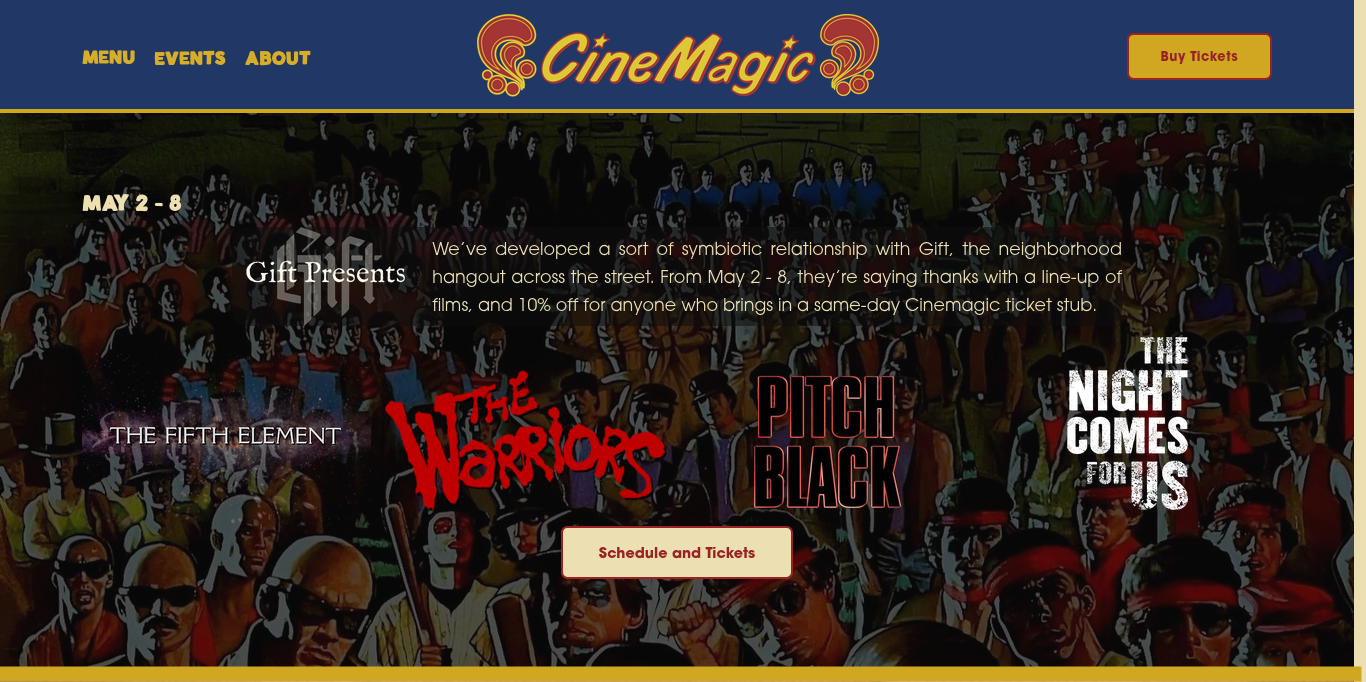 MENU EVENTS ABOUT
CineMagic
Buy Tickets
MAY 2 - 8
Gift
Gift Presents
We’ve developed a sort of symbiotic relationship with Gift, the neighborhood
hangout across the street. From May 2 - 8, they’re saying thanks with a line-up of
films, and 10% off for anyone who brings in a same-day Cinemagic ticket stub.
THE FIFTH ELEMENT
THE
WARRIORS
PITCH
BLACK
THE
NIGHT
COMES
FOR US
Schedule and Tickets